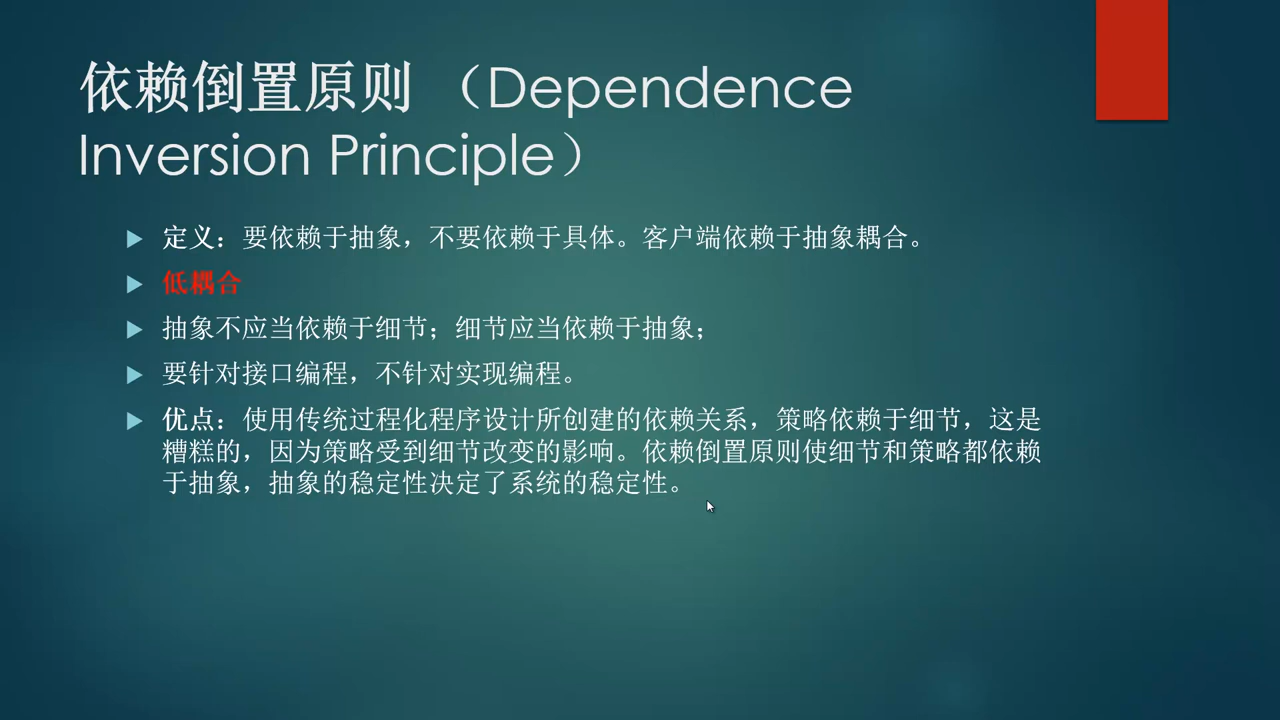 依赖倒置原则 （Dependence
Inversion Principle）
定义：要依赖于抽象，不要依赖于具体。客户端依赖于抽象耦合。
低耦合
抽象不应当依赖于细节；细节应当依赖于抽象；
要针对接口编程，不针对实现编程。
优点：使用传统过程化程序设计所创建的依赖关系，策略依赖于细节，这是
糟糕的，因为策略受到细节改变的影响。依赖倒置原则使细节和策略都依赖
于抽象，抽象的稳定性决定了系统的稳定性。